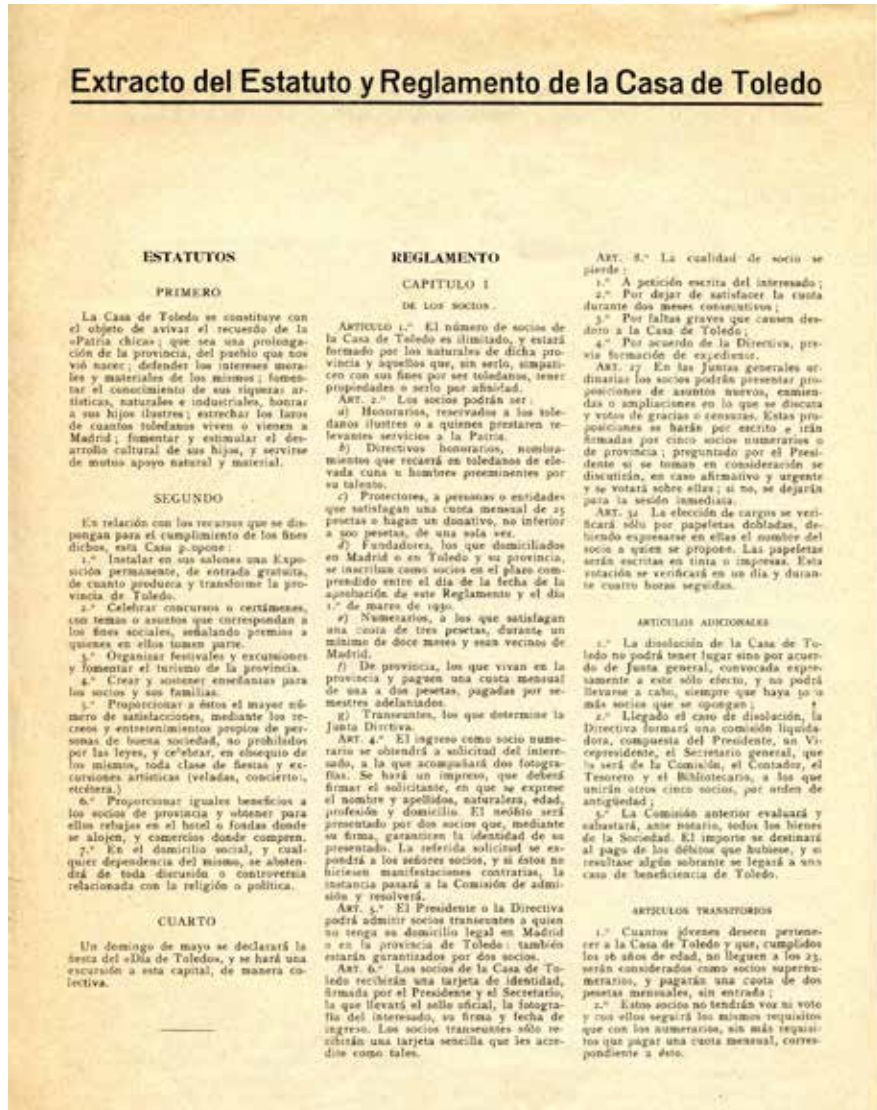 Extracto del Estatuto y Reglamento de la Casa de Toledo
ESTATUTOS
PRIMERO
La Casa de Toledo se constituye con
el objeto de avivar el recuerdo de la
«Patria chica»; que sea una prolonga-
ción de la provincia, del pueblo que nos
vió nacer; defender los intereses mora-
les y materiales de los mismos; fomen-
tar el conocimiento de sus riquezas ar-
tísticas, naturales e industriales, honrar
a sus hijos ilustres; estrechar los lazos
de cuantos toledanos viven o vienen a
Madrid; fomentar y estimular el des-
arrollo cultural de sus hijos, y servirse
de mutuo apoyo natural y material.
SEGUNDO
En relación con los recursos que se dis-
pongan para el cumplimiento de los fines
dichos, esta Casa propone:
1.º Instalar en sus salones una Expo-
sición permanente, de entrada gratuita,
de cuanto produzca y transforme la pro-
vincia de Toledo.
2.º Celebrar concursos o certámenes,
con temas o asuntos que correspondan a
los fines sociales, señalando premios a
quienes en ellos tomen parte.
3.º Organizar festivales y excursiones
y fomentar el turismo de la provincia.
4.º Crear y sostener enseñanzas para
los socios y sus familias.
5.º Proporcionar a éstos el mayor nú-
mero de satisfacciones, mediante los re-
creos y entretenimientos propios de per-
sonas de buena sociedad, no prohibidos
por las leyes, y celebrar, en obsequio de
los mismos, toda clase de fiestas y ex-
cursiones artísticas (veladas, conciertos,
etcétera.)
6.º Proporcionar iguales beneficios a
los socios de provincia y obtener para
ellos rebajas en el hotel o fondas donde
se alojen, y comercios donde compren.
7.º En el domicilio social, y cual-
quier dependencia del mismo, se absten-
drá de toda discusión o controversia
relacionada con la religión o política.
CUARTO
Un domingo de mayo se declarará la
fiesta del «Día de Toledo», y se hará una
excursión a esta capital, de manera co-
lectiva.
REGLAMENTO
CAPITULO I
DE LOS SOCIOS.
ARTÍCULO 1.º El número de socios de
la Casa de Toledo es ilimitado, y estará
formado por los naturales de dicha pro-
vincia y aquellos que, sin serlo, simpati-
cen con sus fines por ser toledanos, tener
propiedades o serlo por afinidad.
ART. 2.º Los socios podrán ser:
a) Honorarios, reservados a los tole-
danos ilustres o a quienes prestaren re-
levantes servicios a la Patria.
b) Directivos honorarios, nombra-
mientos que recaerá en toledanos de ele-
vada cuna u hombres preeminentes por
su talento.
c) Protectores, a personas o entidades
que satisfagan una cuota mensual de 25
pesetas o hagan un donativo, no inferior
a 500 pesetas, de una sola vez.
d) Fundadores, los que domiciliados
en Madrid o en Toledo y su provincia,
se inscriban como socios en el plazo com-
prendido entre el día de la fecha de la
aprobación de este Reglamento y el día
1.º de marzo de 1930.
e) Numerarios, a los que satisfagan
una cuota de tres pesetas, durante un
mínimo de doce meses y sean vecinos de
Madrid.
f) De provincia, los que vivan en la
provincia y paguen una cuota mensual
de una a dos pesetas, pagadas por se-
mestres adelantados.
g) Transeuntes, los que determine la
Junta Dirctiva.
ART. 4.º El ingreso como socio nume-
rario se obtendrá a solicitud del intere-
sado, a la que acompañará dos fotogra-
fías. Se hará un impreso, que deberá
firmar el solicitante, en que se exprese
el nombre y apellidos, naturaleza, edad,
profesión y domicilio. El neófito será
presentado por dos socios que, mediante
su firma, garanticen la identidad de su
presentado. La referida solicitud se ex-
pondrá a los señores socios, y si éstos no
hiciesen manifestaciones contrarias, la
instancia pasará a la Comisión de admi-
sión y resolverá.
ART. 5.º El Presidente o la Directiva
podrá admitir socios transeuntes a quien
no tenga su domicilio legal en Madrid
o en la provincia de Toledo: también
estarán garantizados por dos socios.
ART. 6.º Los socios de la Casa de To-
ledo recibirán una tarjeta de identidad,
firmada por el Presidente y el Secretario,
la que llevará el sello oficial, la fotogra-
fía del interesado, su firma y fecha de
ingreso. Los socios transeuntes sólo re-
cibirán una tarjeta sencilla que les acre-
dite como tales.
ART. 8.º La cualidad de socio se
pierde:
1.º A petición escrita del interesado;
2.º Por dejar de satisfacer la cuota
durante dos meses consecutivos;
3.º Por faltas graves que causen des-
doro a la Casa de Toledo;
4.º Por acuerdo de la Directiva, pre-
via formación de expediente.
ART. 27 En las Juntas generales or-
dinarias los socios podrán presentar pro-
posiciones de asuntos nuevos, enmien-
das o ampliaciones en lo que se discuta
y votos de gracias o censuras. Estas pro-
posiciones se harán por escrito e irán
firmadas por cinco socios numerarios o
de provincia; preguntado por el Presi-
dente si se toman en consideración se
discutirán, en caso afirmativo y urgente
y se votará sobre ellas; si no, se dejarán
para la sesión inmediata.
ART. 32 La elección de cargos se veri-
ficará sólo por papeletas dobladas, de-
biendo expresarse en ellas el nombre del
socio a quien se propone. Las papeletas
serán escritas en tinta o impresas. Esta
votación se verificará en un día y duran-
te cuatro horas seguidas.
ARTÍCULOS ADICIONALES
1.º La disolución de la Casa de To-
ledo no podrá tener lugar sino por acuer-
do de Junta general, convocada expre-
samente a este sólo efecto, y no podrá
llevarse a cabo, siempre que haya 50 o
más socios que se opongan;
2.º Llegado el caso de disolución, la
Directiva formará una comisión liquida-
dora, compuesta del Presidente, un Vi-
cepresidente, el Secretario general, que
lo será de la Comisión, el Contador, el
Tesorero y el Bibliotecario, a los que
unirán otros cinco socios, por orden de
antigüedad;
3.º La Comisión anterior evaluará y
subastará, ante notario, todos los bienes
de la Sociedad. El importe se destinará
al pago de los débitos que hubiese, y si
resultase algún sobrante se legará a una
casa de beneficiencia de Toledo.
ARTÍCULOS TRANSITORIOS
1.º Cuantos jóvenes deseen pertene-
cer a la Casa de Toledo y que, cumplidos
los 16 años de edad, no lleguen a los 23,
serán considerados como socios supernu-
merarios, y pagarán una cuota de dos
pesetas mensuales, sin entrada;
2.º Estos socios no tendrán voz ni voto
y con ellos seguirá los mismos requisitos
que con los numerarios, sin más requisi-
tos que pagar una cuota mensual, corres-
pondiente a ésto.